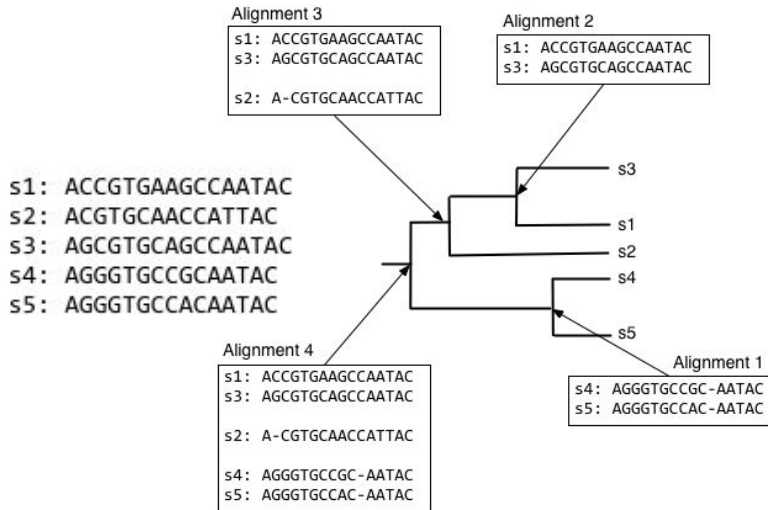 Alignment 3
s1: ACCGTGAAGCCAATAC
s3: AGCGTGCAGCCAATAC
s2: A-CGTGCAACCATTAC
Alignment 2
s1: ACCGTGAAGCCAATAC
s3: AGCGTGCAGCCAATAC
s1: ACCGTGAAGCCAATAC
s2: ACGTGCAACCATTAC
s3: AGCGTGCAGCCAATAC
s4: AGGGTGCCGCAATAC
s5: AGGGTGCCACAATAC
s3
s1
s2
s4
s5
Alignment 4
s1: ACCGTGAAGCCAATAC
s3: AGCGTGCAGCCAATAC
s2: A-CGTGCAACCATTAC
s4: AGGGTGCCGC-AATAC
s5: AGGGTGCCAC-AATAC
Alignment 1
s4: AGGGTGCCGC-AATAC
s5: AGGGTGCCAC-AATAC